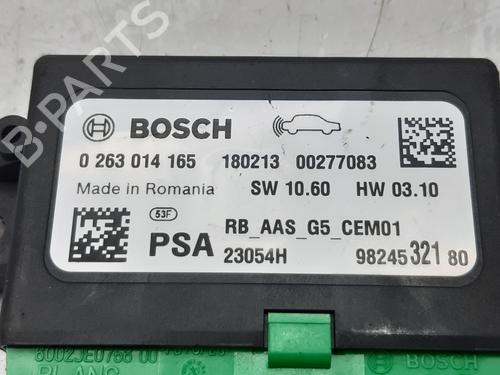 BOSCH
0 263 014 165 180213 00277083
Made in Romania SW 10.60 HW 03.10
53F RB_AAS_G5_CEM01
PSA 23054H 98245 321 80
BOSCH
B-PARTS